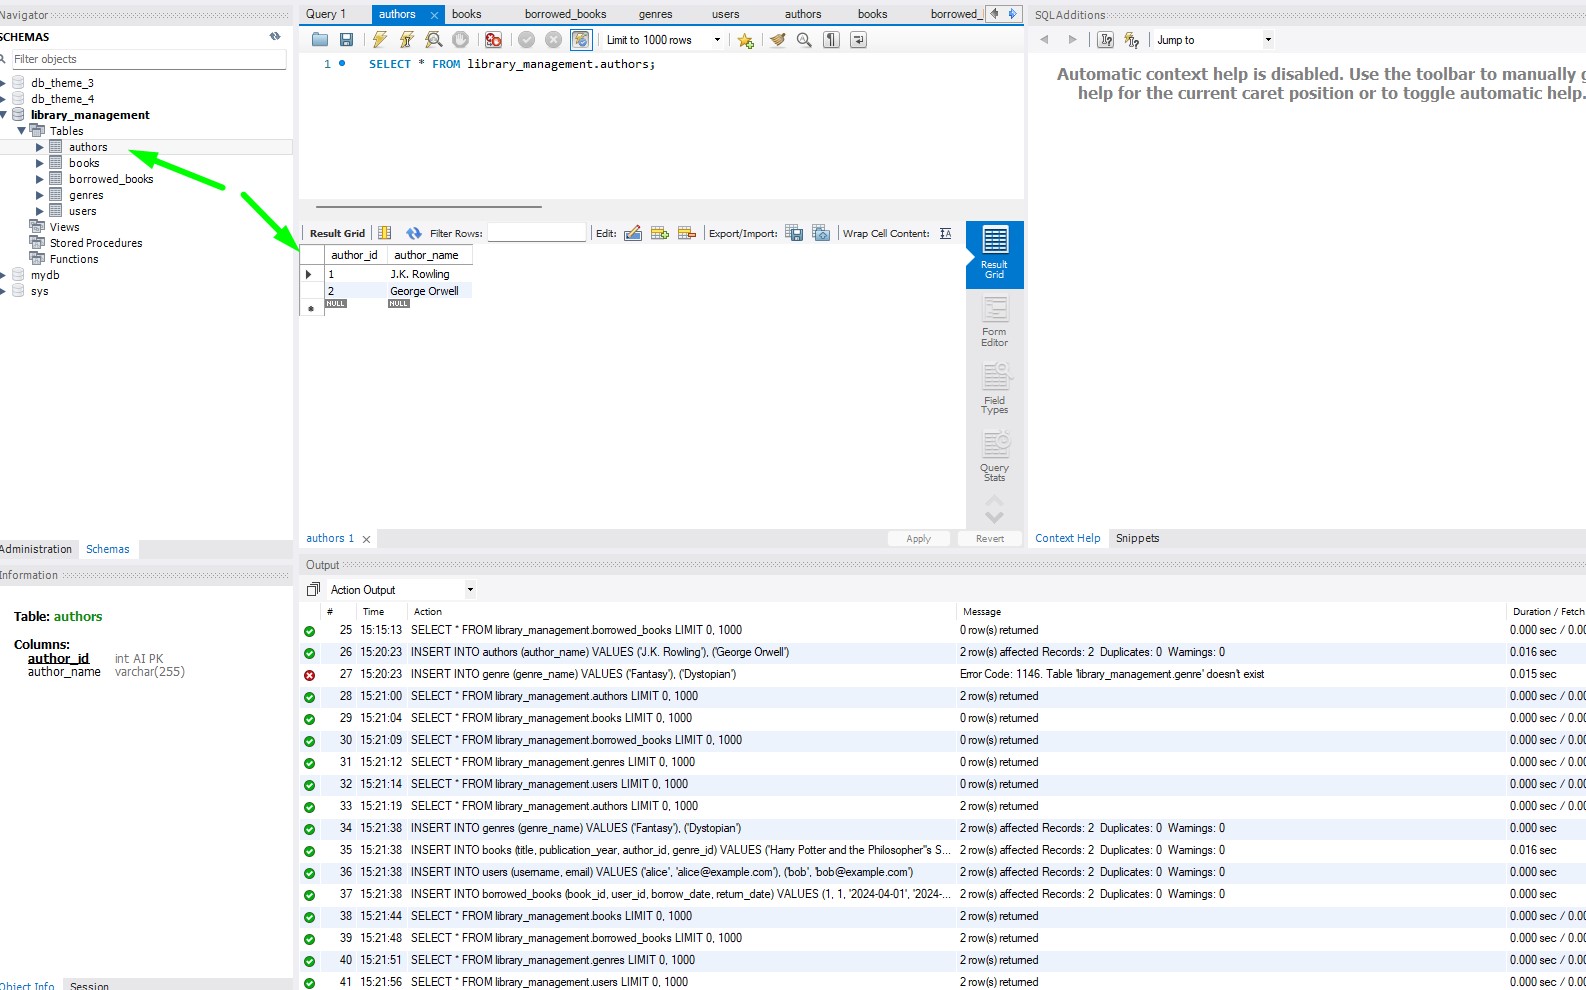 Navigator
SCHEMAS
Filter objects
db_theme_3
db_theme_4
library_management
Tables
authors
books
borrowed_books
genres
users
Views
Stored Procedures
Functions
mydb
sys
Administration Schemas
Information
Table: authors
Columns:
author_id int AI PK
author_name varchar(255)
Object Info Session
Query 1 authors books borrowed_books genres users authors books borrowed_
Limit to 1000 rows
1 SELECT * FROM library_management.authors;
Result Grid Filter Rows: Edit: Export/Import: Wrap Cell Content:
author_id author_name
1 J.K. Rowling
2 George Orwell
NULL NULL
Result
Grid
Form
Editor
Field
Types
Query
Stats
authors 1 Apply Revert
SQLAdditions
Jump to
Automatic context help is disabled. Use the toolbar to manually g
help for the current caret position or to toggle automatic help.
Context Help Snippets
Output
Action Output
# Time Action Message Duration / Fetch
25 15:15:13 SELECT * FROM library_management.borrowed_books LIMIT 0, 1000 0 row(s) returned 0.000 sec / 0.00
26 15:20:23 INSERT INTO authors (author_name) VALUES ('J.K. Rowling'), ('George Orwell') 2 row(s) affected Records: 2 Duplicates: 0 Warnings: 0 0.016 sec
27 15:20:23 INSERT INTO genre (genre_name) VALUES ('Fantasy'), ('Dystopian') Error Code: 1146. Table 'library_management.genre' doesn't exist 0.015 sec
28 15:21:00 SELECT * FROM library_management.authors LIMIT 0, 1000 2 row(s) returned 0.000 sec / 0.00
29 15:21:04 SELECT * FROM library_management.books LIMIT 0, 1000 0 row(s) returned 0.000 sec / 0.00
30 15:21:09 SELECT * FROM library_management.borrowed_books LIMIT 0, 1000 0 row(s) returned 0.000 sec / 0.00
31 15:21:12 SELECT * FROM library_management.genres LIMIT 0, 1000 0 row(s) returned 0.000 sec / 0.00
32 15:21:14 SELECT * FROM library_management.users LIMIT 0, 1000 0 row(s) returned 0.000 sec / 0.00
33 15:21:19 SELECT * FROM library_management.authors LIMIT 0, 1000 2 row(s) returned 0.000 sec / 0.00
34 15:21:38 INSERT INTO genres (genre_name) VALUES ('Fantasy'), ('Dystopian') 2 row(s) affected Records: 2 Duplicates: 0 Warnings: 0 0.000 sec
35 15:21:38 INSERT INTO books (title, publication_year, author_id, genre_id) VALUES ('Harry Potter and the Philosopher''s S... 2 row(s) affected Records: 2 Duplicates: 0 Warnings: 0 0.016 sec
36 15:21:38 INSERT INTO users (username, email) VALUES ('alice', 'alice@example.com'), ('bob', 'bob@example.com') 2 row(s) affected Records: 2 Duplicates: 0 Warnings: 0 0.000 sec
37 15:21:38 INSERT INTO borrowed_books (book_id, user_id, borrow_date, return_date) VALUES (1, 1, '2024-04-01', '2024-... 2 row(s) affected Records: 2 Duplicates: 0 Warnings: 0 0.000 sec
38 15:21:44 SELECT * FROM library_management.books LIMIT 0, 1000 2 row(s) returned 0.000 sec / 0.00
39 15:21:48 SELECT * FROM library_management.borrowed_books LIMIT 0, 1000 2 row(s) returned 0.000 sec / 0.00
40 15:21:51 SELECT * FROM library_management.genres LIMIT 0, 1000 2 row(s) returned 0.000 sec / 0.00
41 15:21:56 SELECT * FROM library_management.users LIMIT 0, 1000 2 row(s) returned 0.000 sec / 0.00